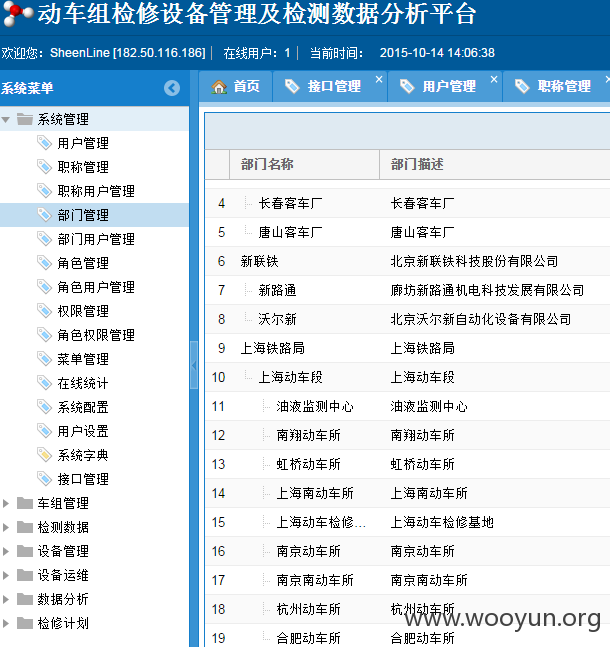 动车组检修设备管理及检测数据分析平台
欢迎您：SheenLine [182.50.116.186] | 在线用户：1 | 当前时间： 2015-10-14 14:06:38
系统菜单
首页 接口管理 用户管理 职称管理
系统管理
用户管理
职称管理
职称用户管理
部门管理
部门用户管理
角色管理
角色用户管理
权限管理
角色权限管理
菜单管理
在线统计
系统配置
用户设置
系统字典
接口管理
车组管理
检测数据
设备管理
设备运维
数据分析
检修计划
部门名称 部门描述
4 长春客车厂 长春客车厂
5 唐山客车厂 唐山客车厂
6 新联铁 北京新联铁科技股份有限公司
7 新路通 廊坊新路通机电科技发展有限公司
8 沃尔新 北京沃尔新自动化设备有限公司
9 上海铁路局 上海铁路局
10 上海动车段 上海动车段
11 油液监测中心 油液监测中心
12 南翔动车所 南翔动车所
13 虹桥动车所 虹桥动车所
14 上海南动车所 上海南动车所
15 上海动车检修... 上海动车检修基地
16 南京动车所 南京动车所
17 南京南动车所 南京南动车所
18 杭州动车所 杭州动车所
19 合肥动车所 合肥动车所
www.wooyun.org